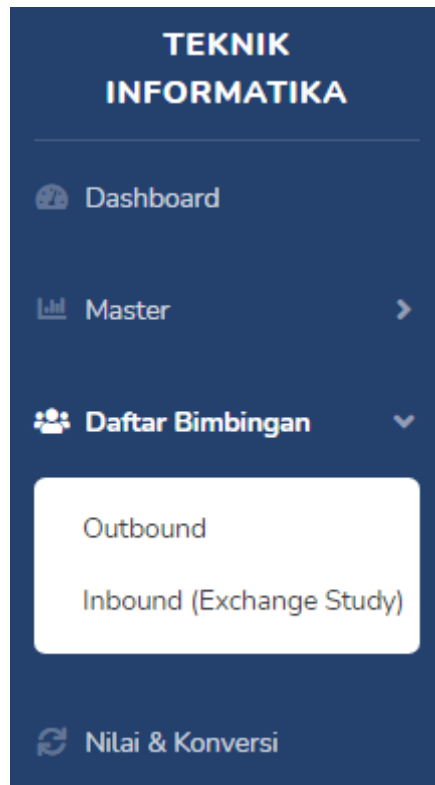 TEKNIK
INFORMATIKA
Dashboard
Master
Daftar Bimbingan
Outbound
Inbound (Exchange Study)
Nilai & Konversi